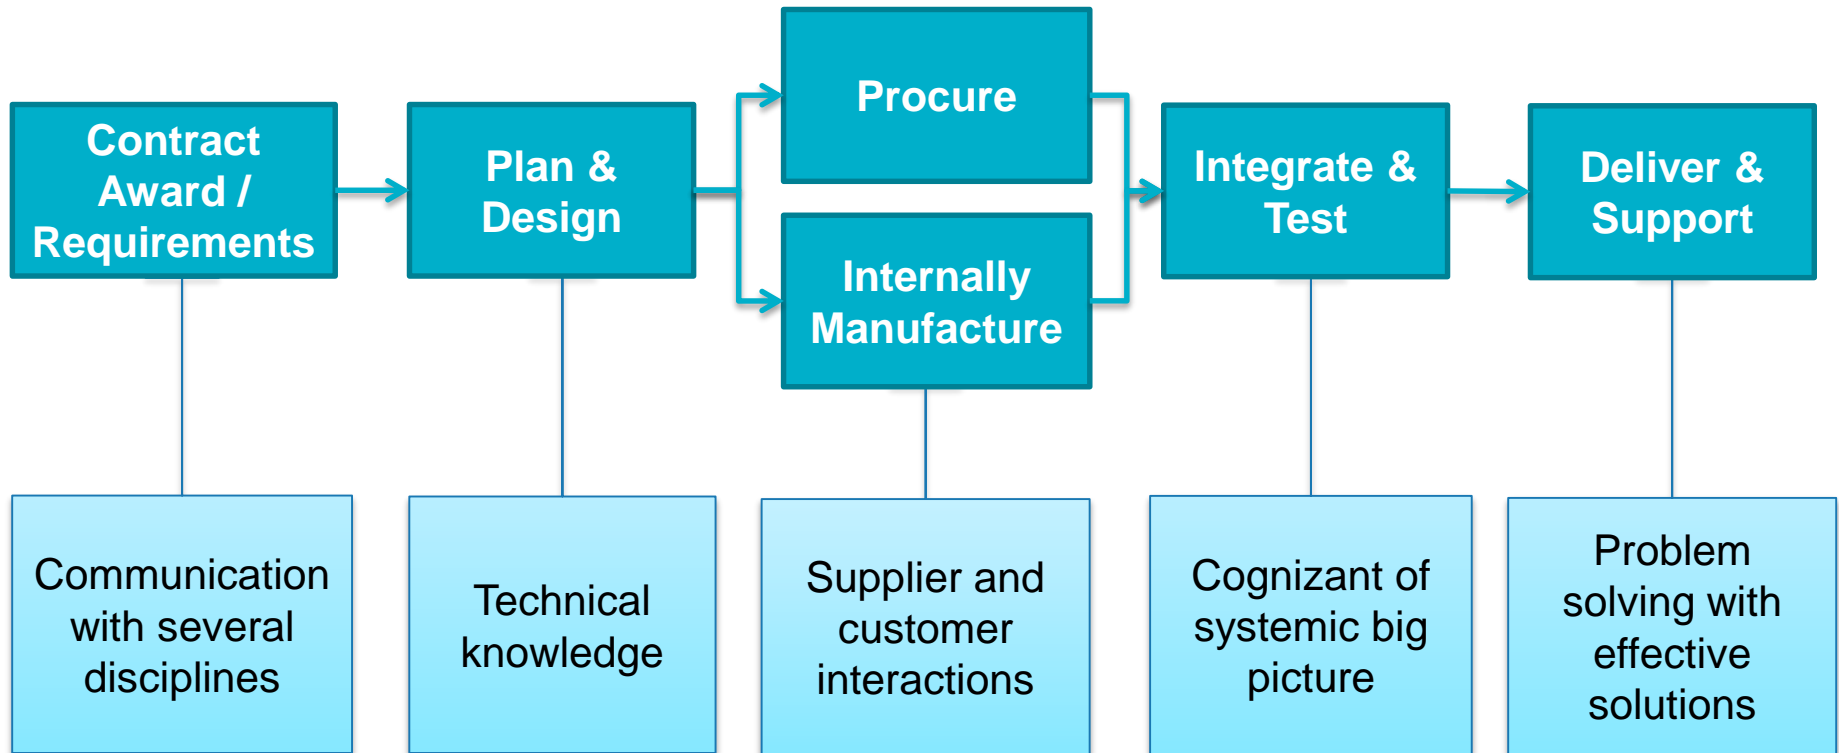 Contract
Award /
Requirements
Plan &
Design
Procure
Internally
Manufacture
Integrate &
Test
Deliver &
Support
Communication
with several
disciplines
Technical
knowledge
Supplier and
customer
interactions
Cognizant of
systemic big
picture
Problem
solving with
effective
solutions